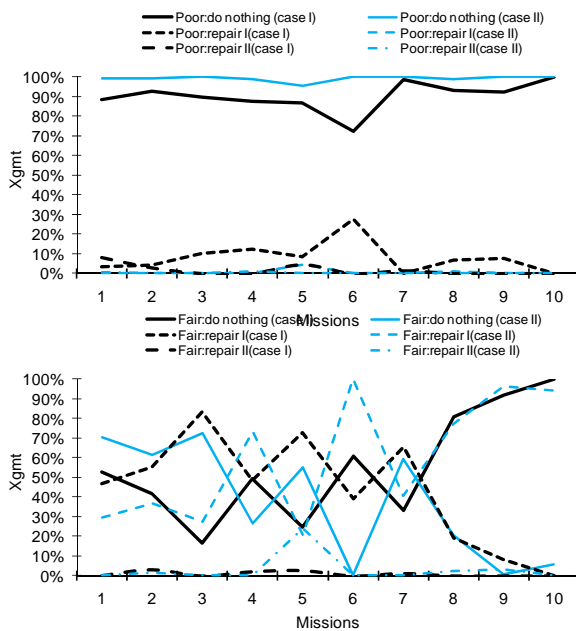 Poor:do nothing (case I) Poor:do nothing (case II)
Poor:repair I(case I) Poor:repair I(case II)
Poor:repair II(case I) Poor:repair II(case II)
100%
90%
80%
70%
60%
50%
40%
30%
20%
10%
0%
Xgmt
1 2 3 4 5 6 7 8 9 10
Missions
Fair:do nothing (case I) Fair:do nothing (case II)
Fair:repair I(case I) Fair:repair I(case II)
Fair:repair II(case I) Fair:repair II(case II)
100%
90%
80%
70%
60%
50%
40%
30%
20%
10%
0%
Xgmt
1 2 3 4 5 6 7 8 9 10
Missions